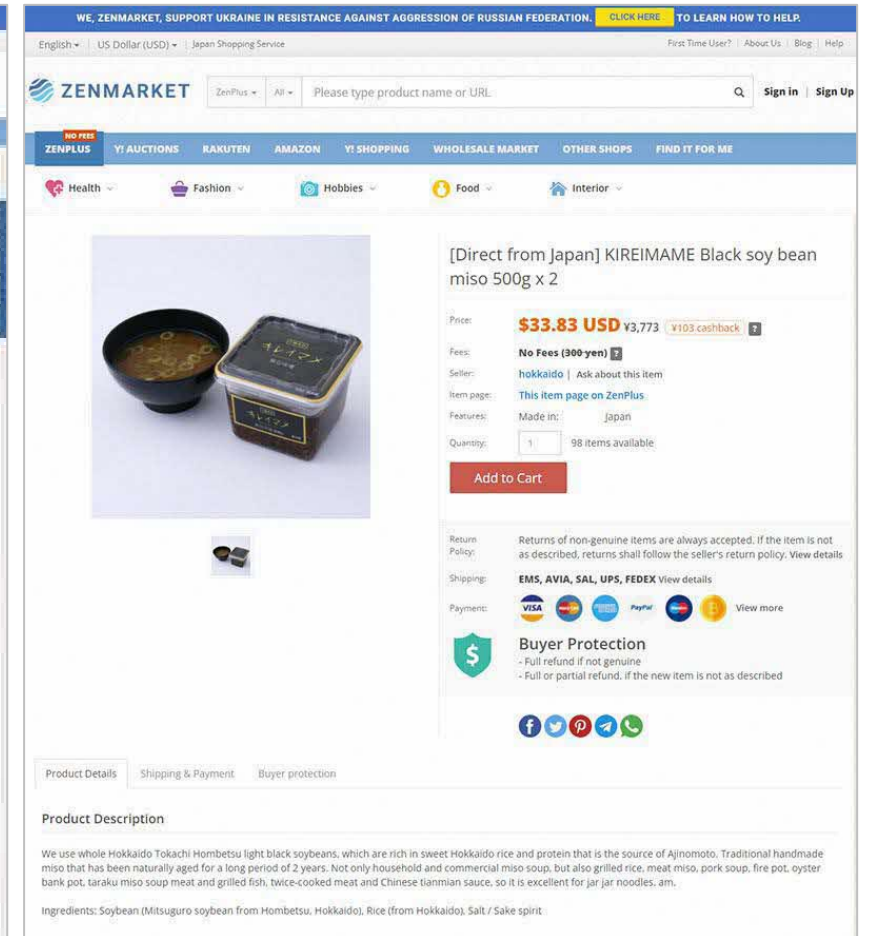 WE, ZENMARKET, SUPPORT UKRAINE IN RESISTANCE AGAINST AGGRESSION OF RUSSIAN FEDERATION. CLICK HERE TO LEARN HOW TO HELP.
English US Dollar (USD) Japan Shopping Service First Time User? About Us Blog Help
ZENMARKET ZenPlus All Please type product name or URL Sign in Sign Up
NO FEES
ZENPLUS Y! AUCTIONS RAKUTEN AMAZON Y! SHOPPING WHOLESALE MARKET OTHER SHOPS FIND IT FOR ME
Health Fashion Hobbies Food Interior
[Direct from Japan] KIREIMAME Black soy bean
miso 500g x 2
Price: $33.83 USD ¥3,773 ¥103 cashback ?
Fees: No Fees (300 yen) ?
Seller: hokkaido | Ask about this item
Item page: This item page on ZenPlus
Features: Made in: Japan
Quantity: 1 98 items available
Add to Cart
キレイマメ
キレイマメ
Return Policy: Returns of non-genuine items are always accepted. If the item is not
as described, returns shall follow the seller's return policy. View details
Shipping: EMS, AVIA, SAL, UPS, FEDEX View details
Payment: VISA PayPal View more
Buyer Protection
- Full refund if not genuine
- Full or partial refund, if the new item is not as described
Product Details Shipping & Payment Buyer protection
Product Description
We use whole Hokkaido Tokachi Hombetsu light black soybeans, which are rich in sweet Hokkaido rice and protein that is the source of Ajinomoto. Traditional handmade
miso that has been naturally aged for a long period of 2 years. Not only household and commercial miso soup, but also grilled rice, meat miso, pork soup, fire pot, oyster
bank pot, taraku miso soup meat and grilled fish, twice-cooked meat and Chinese tianmian sauce, so it is excellent for jar jar noodles. am.
Ingredients: Soybean (Mitsuguro soybean from Hombetsu, Hokkaido), Rice (from Hokkaido), Salt / Sake spirit